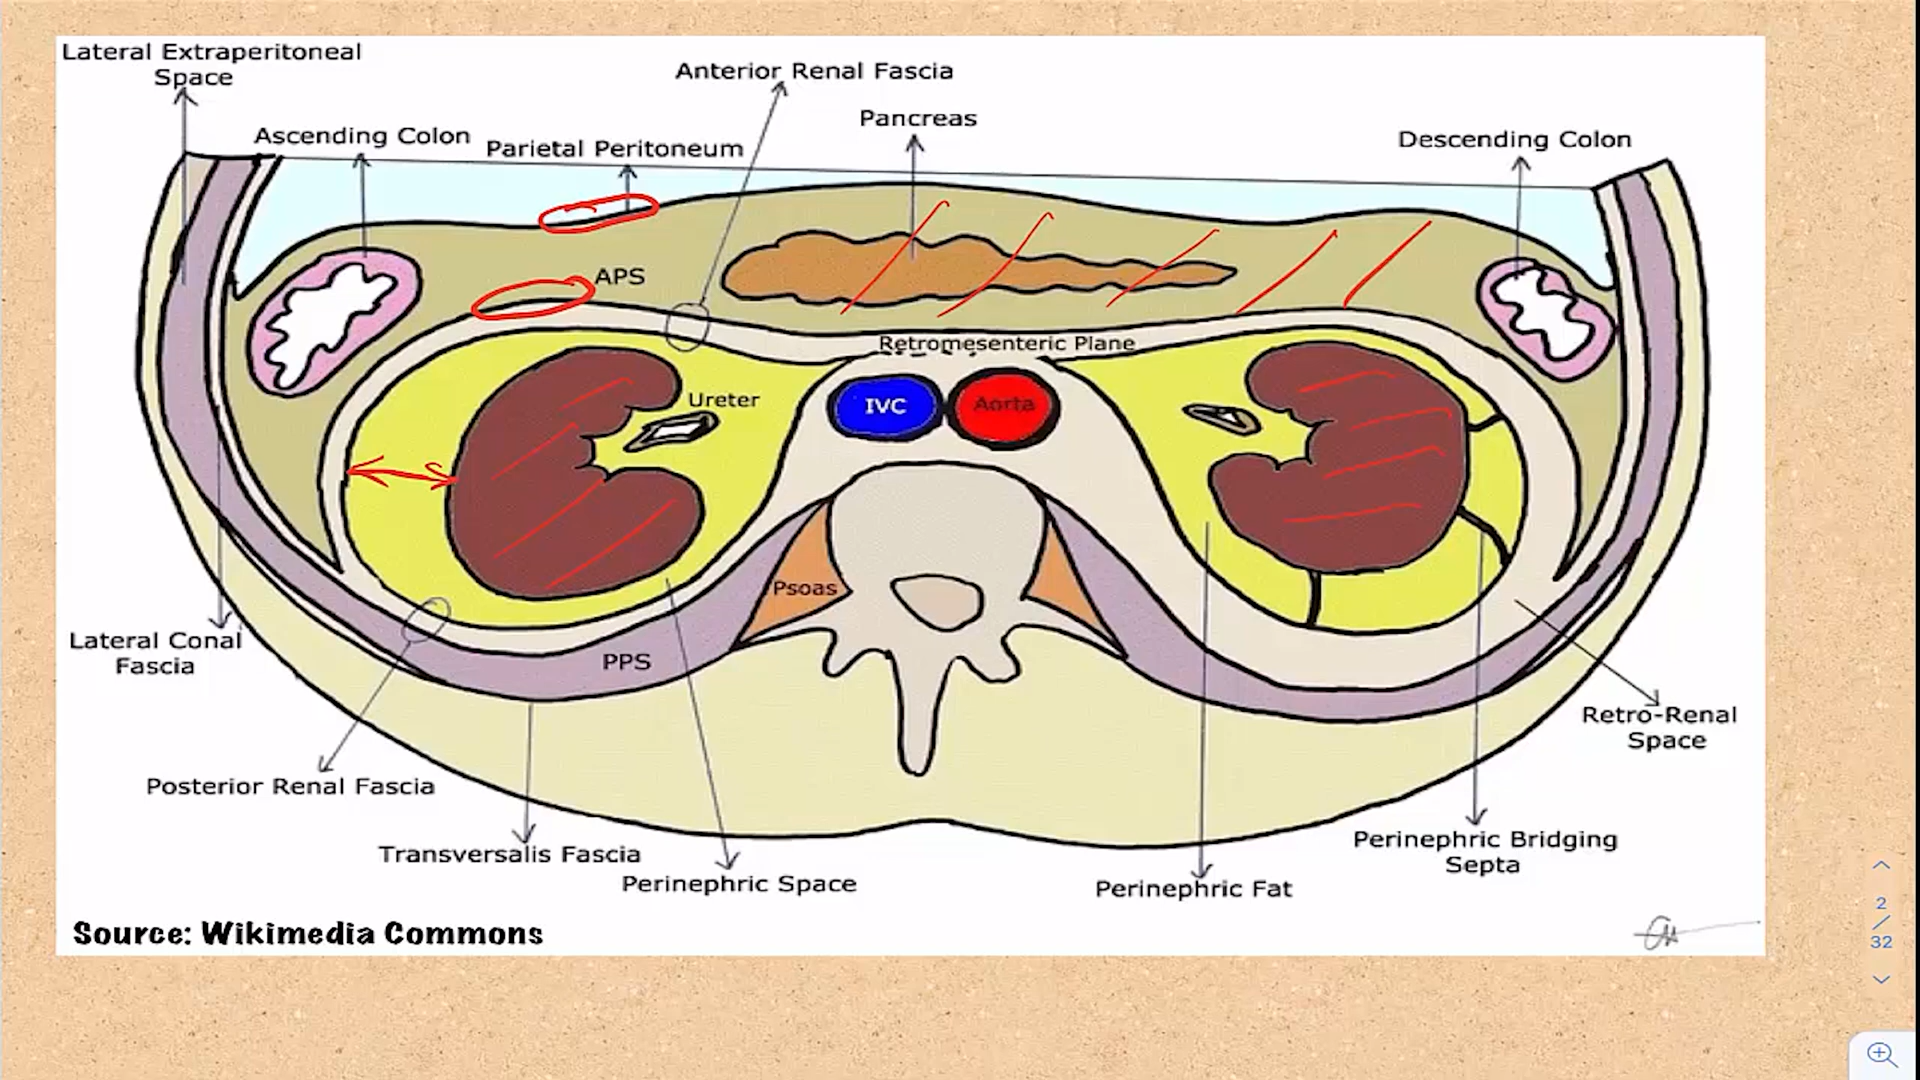 Lateral Extraperitoneal
Space
Anterior Renal Fascia
Pancreas
Ascending Colon
Parietal Peritoneum
Descending Colon
APS
Retromesenteric Plane
Ureter
IVC
Aorta
Psoas
PPS
Lateral Conal
Fascia
Retro-Renal
Space
Posterior Renal Fascia
Transversalis Fascia
Perinephric Space
Perinephric Fat
Perinephric Bridging
Septa
Source: Wikimedia Commons
2
/
32